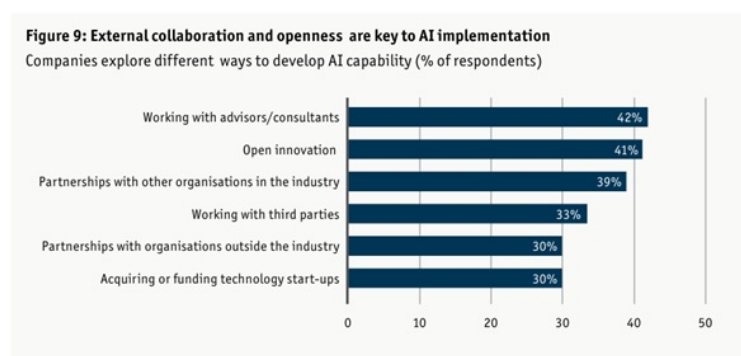 Figure 9: External collaboration and openness are key to AI implementation
Companies explore different ways to develop AI capability (% of respondents)
Working with advisors/consultants 42%
Open innovation 41%
Partnerships with other organisations in the industry 39%
Working with third parties 33%
Partnerships with organisations outside the industry 30%
Acquiring or funding technology start-ups 30%
0 10 20 30 40 50